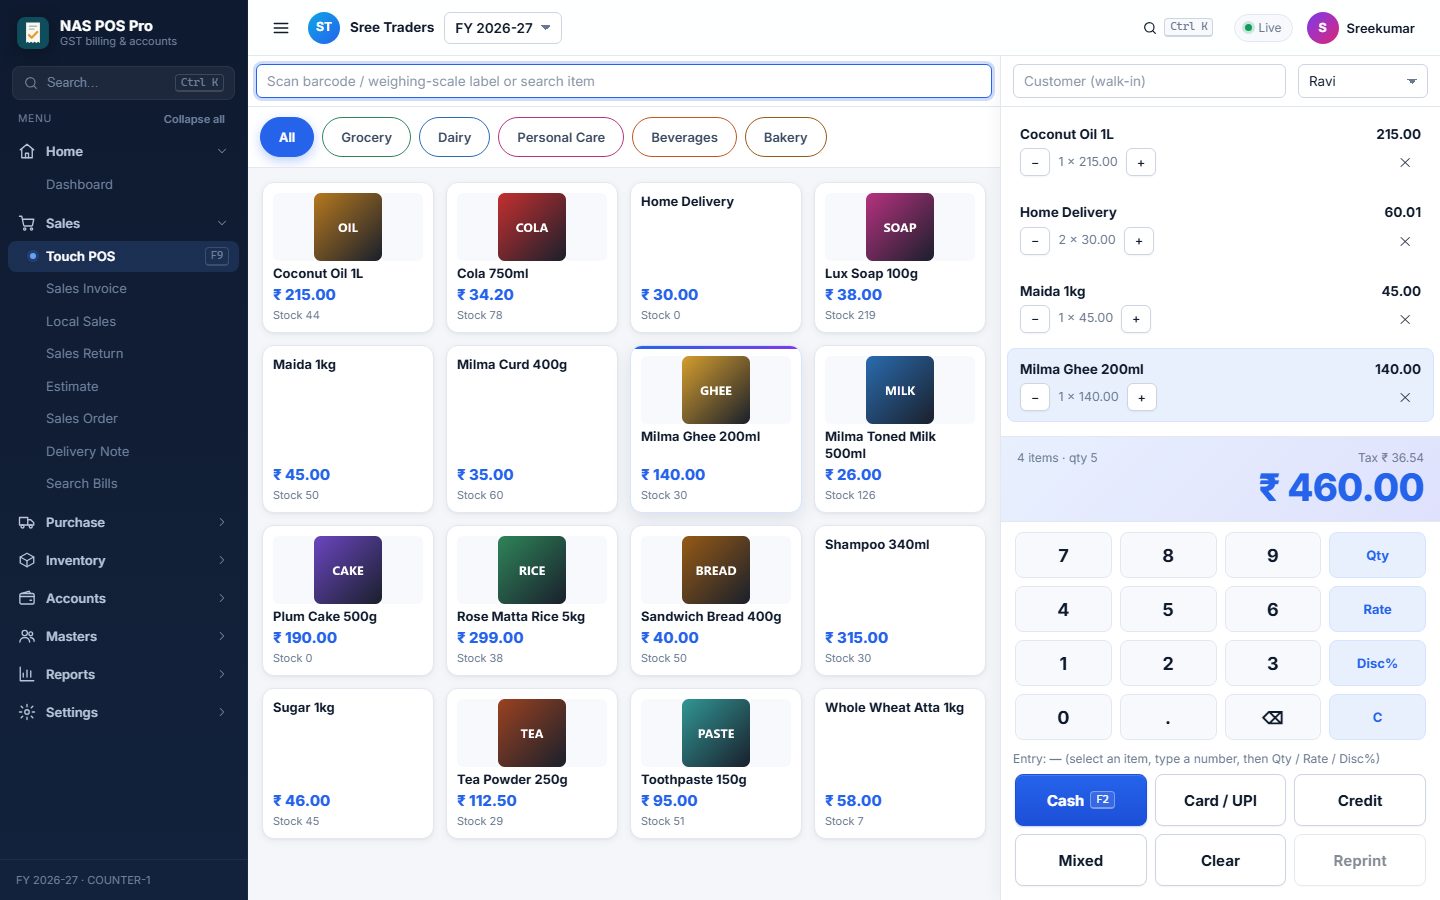 NAS POS Pro
GST billing & accounts
Search...
Ctrl K
MENU
Collapse all
Home
Dashboard
Sales
Touch POS
F9
Sales Invoice
Local Sales
Sales Return
Estimate
Sales Order
Delivery Note
Search Bills
Purchase
Inventory
Accounts
Masters
Reports
Settings
FY 2026-27 · COUNTER-1
ST
Sree Traders
FY 2026-27
Ctrl K
Live
S
Sreekumar
Scan barcode / weighing-scale label or search item
All
Grocery
Dairy
Personal Care
Beverages
Bakery
OIL
Coconut Oil 1L
₹ 215.00
Stock 44
COLA
Cola 750ml
₹ 34.20
Stock 78
Home Delivery
₹ 30.00
Stock 0
SOAP
Lux Soap 100g
₹ 38.00
Stock 219
Maida 1kg
₹ 45.00
Stock 50
Milma Curd 400g
₹ 35.00
Stock 60
GHEE
Milma Ghee 200ml
₹ 140.00
Stock 30
MILK
Milma Toned Milk
500ml
₹ 26.00
Stock 126
CAKE
Plum Cake 500g
₹ 190.00
Stock 0
RICE
Rose Matta Rice 5kg
₹ 299.00
Stock 38
BREAD
Sandwich Bread 400g
₹ 40.00
Stock 50
Shampoo 340ml
₹ 315.00
Stock 30
Sugar 1kg
₹ 46.00
Stock 45
TEA
Tea Powder 250g
₹ 112.50
Stock 29
PASTE
Toothpaste 150g
₹ 95.00
Stock 51
Whole Wheat Atta 1kg
₹ 58.00
Stock 7
Customer (walk-in)
Ravi
Coconut Oil 1L 215.00
− 1 × 215.00 + ×
Home Delivery 60.01
− 2 × 30.00 + ×
Maida 1kg 45.00
− 1 × 45.00 + ×
Milma Ghee 200ml 140.00
− 1 × 140.00 + ×
4 items · qty 5
Tax ₹ 36.54
₹ 460.00
7 8 9 Qty
4 5 6 Rate
1 2 3 Disc%
0 . ⌫ C
Entry: — (select an item, type a number, then Qty / Rate / Disc%)
Cash F2
Card / UPI
Credit
Mixed
Clear
Reprint